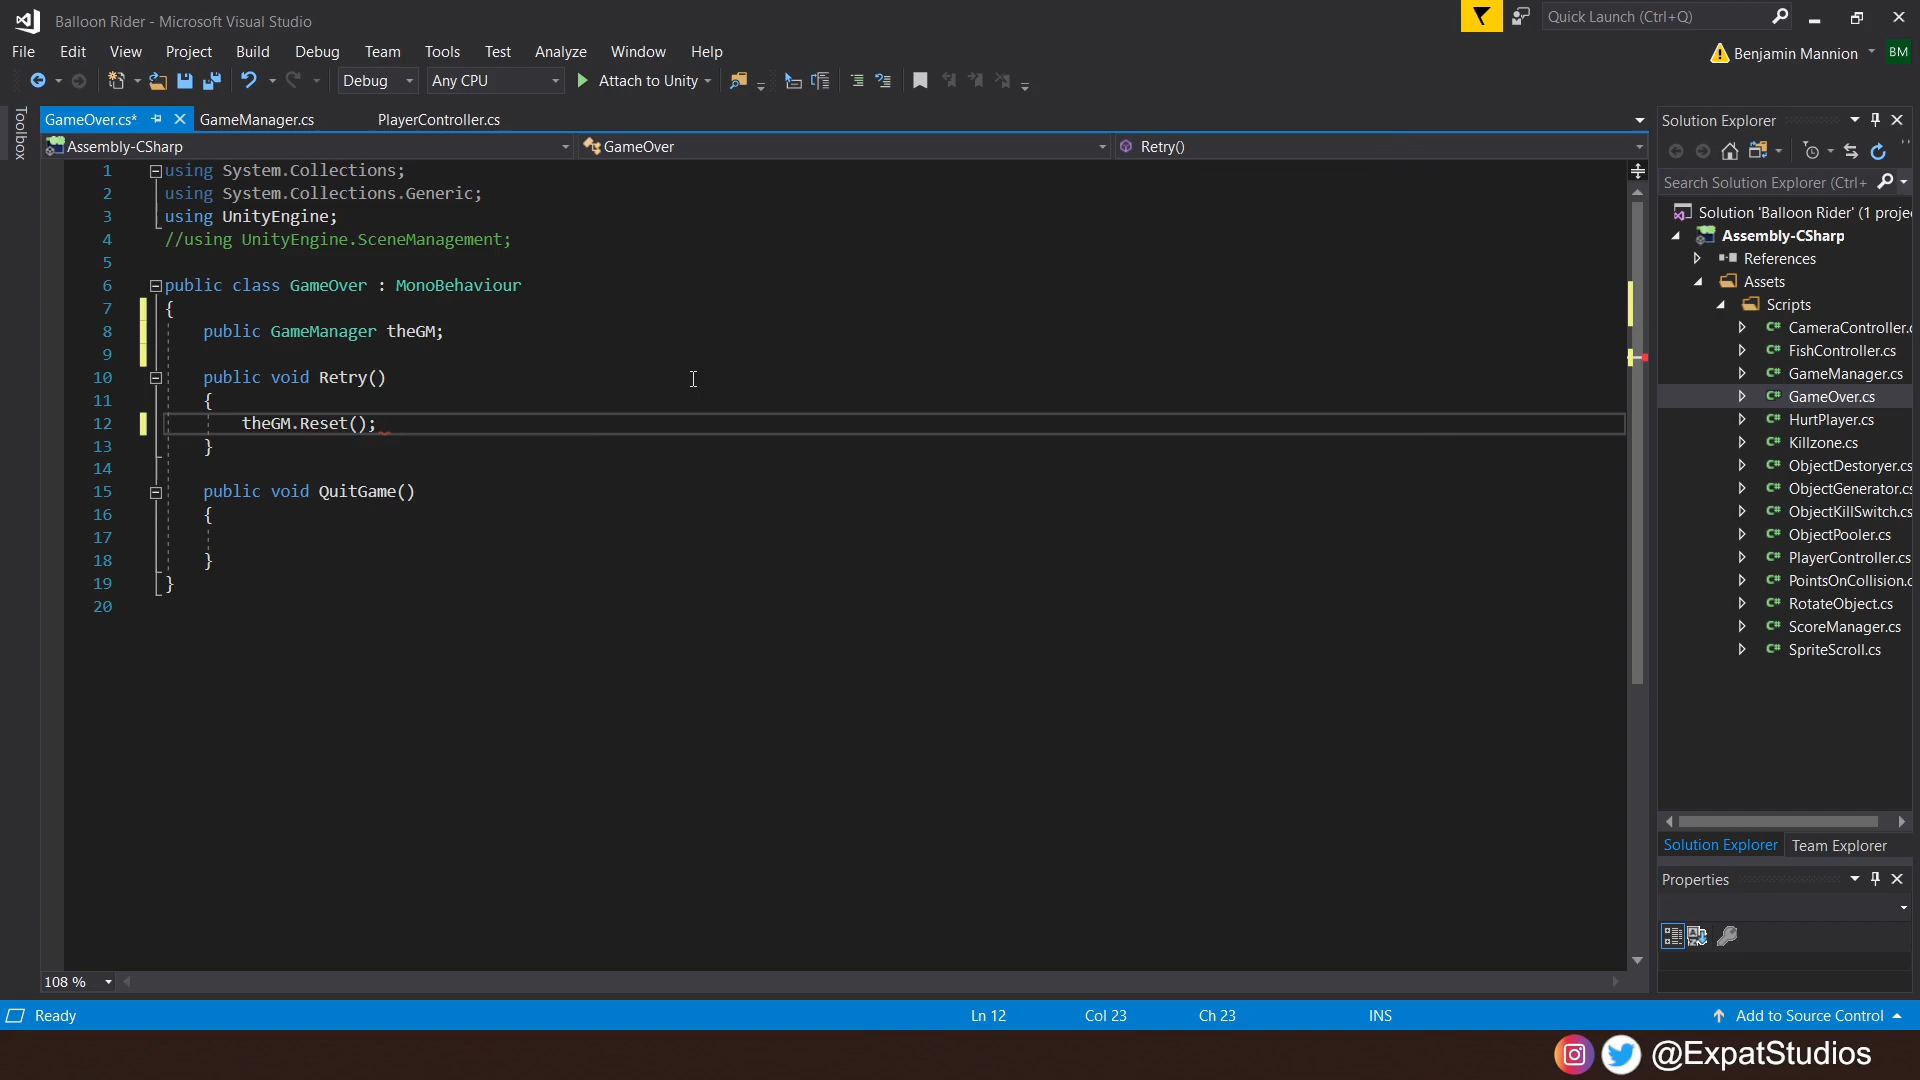 Balloon Rider - Microsoft Visual Studio
Quick Launch (Ctrl+Q)
File Edit View Project Build Debug Team Tools Test Analyze Window Help
Benjamin Mannion BM
Debug Any CPU Attach to Unity
Toolbox
GameOver.cs* GameManager.cs PlayerController.cs
Assembly-CSharp GameOver Retry()
1 using System.Collections;
2 using System.Collections.Generic;
3 using UnityEngine;
4 //using UnityEngine.SceneManagement;
5
6 public class GameOver : MonoBehaviour
7 {
8 public GameManager theGM;
9
10 public void Retry()
11 {
12 theGM.Reset();
13 }
14
15 public void QuitGame()
16 {
17
18 }
19 }
20
108 %
Solution Explorer
Search Solution Explorer (Ctrl+
Solution 'Balloon Rider' (1 proje
Assembly-CSharp
References
Assets
Scripts
C# CameraController.c
C# FishController.cs
C# GameManager.cs
C# GameOver.cs
C# HurtPlayer.cs
C# Killzone.cs
C# ObjectDestoryer.cs
C# ObjectGenerator.cs
C# ObjectKillSwitch.cs
C# ObjectPooler.cs
C# PlayerController.cs
C# PointsOnCollision.c
C# RotateObject.cs
C# ScoreManager.cs
C# SpriteScroll.cs
Solution Explorer Team Explorer
Properties
Ready Ln 12 Col 23 Ch 23 INS Add to Source Control
@ExpatStudios